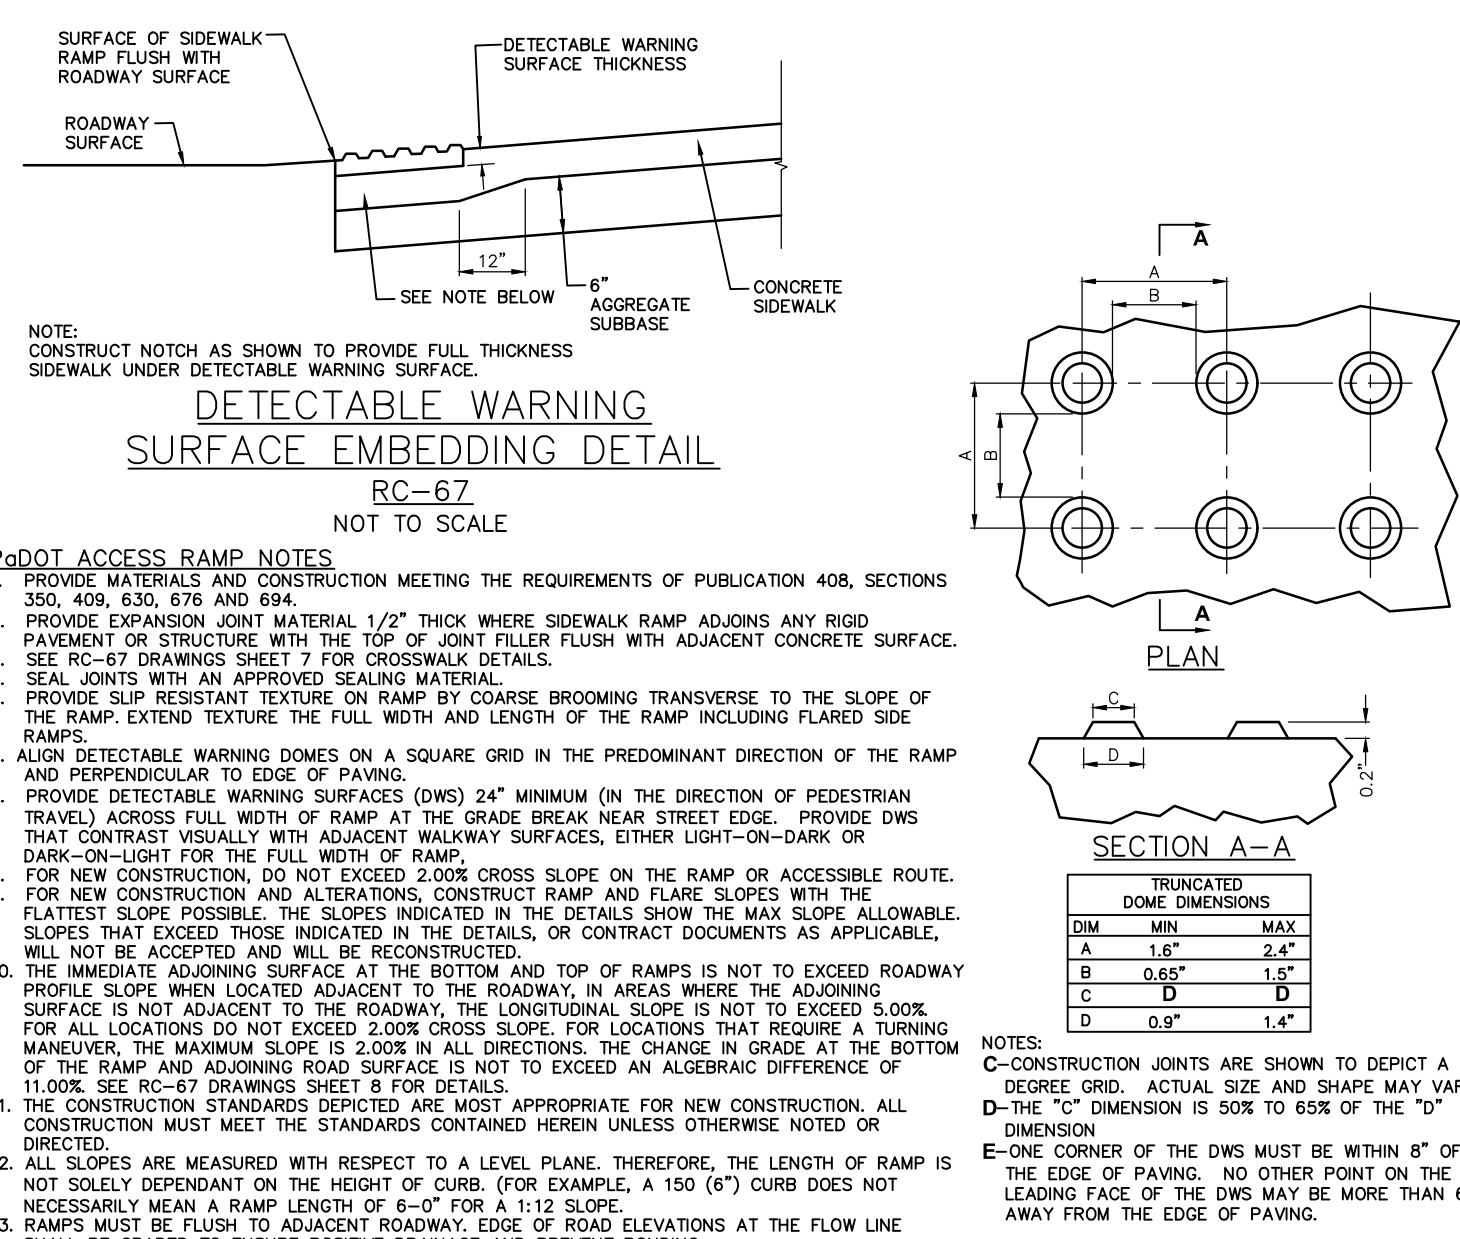 SURFACE OF SIDEWALK
RAMP FLUSH WITH
ROADWAY SURFACE
DETECTABLE WARNING
SURFACE THICKNESS
ROADWAY
SURFACE
12"
SEE NOTE BELOW
6"
AGGREGATE
SUBBASE
CONCRETE
SIDEWALK
NOTE:
CONSTRUCT NOTCH AS SHOWN TO PROVIDE FULL THICKNESS
SIDEWALK UNDER DETECTABLE WARNING SURFACE.
DETECTABLE WARNING
SURFACE EMBEDDING DETAIL
RC-67
NOT TO SCALE
PaDOT ACCESS RAMP NOTES
. PROVIDE MATERIALS AND CONSTRUCTION MEETING THE REQUIREMENTS OF PUBLICATION 408, SECTIONS
350, 409, 630, 676 AND 694.
. PROVIDE EXPANSION JOINT MATERIAL 1/2" THICK WHERE SIDEWALK RAMP ADJOINS ANY RIGID
PAVEMENT OR STRUCTURE WITH THE TOP OF JOINT FILLER FLUSH WITH ADJACENT CONCRETE SURFACE.
. SEE RC-67 DRAWINGS SHEET 7 FOR CROSSWALK DETAILS.
. SEAL JOINTS WITH AN APPROVED SEALING MATERIAL.
. PROVIDE SLIP RESISTANT TEXTURE ON RAMP BY COARSE BROOMING TRANSVERSE TO THE SLOPE OF
THE RAMP. EXTEND TEXTURE THE FULL WIDTH AND LENGTH OF THE RAMP INCLUDING FLARED SIDE
RAMPS.
. ALIGN DETECTABLE WARNING DOMES ON A SQUARE GRID IN THE PREDOMINANT DIRECTION OF THE RAMP
AND PERPENDICULAR TO EDGE OF PAVING.
. PROVIDE DETECTABLE WARNING SURFACES (DWS) 24" MINIMUM (IN THE DIRECTION OF PEDESTRIAN
TRAVEL) ACROSS FULL WIDTH OF RAMP AT THE GRADE BREAK NEAR STREET EDGE. PROVIDE DWS
THAT CONTRAST VISUALLY WITH ADJACENT WALKWAY SURFACES, EITHER LIGHT-ON-DARK OR
DARK-ON-LIGHT FOR THE FULL WIDTH OF RAMP,
. FOR NEW CONSTRUCTION, DO NOT EXCEED 2.00% CROSS SLOPE ON THE RAMP OR ACCESSIBLE ROUTE.
. FOR NEW CONSTRUCTION AND ALTERATIONS, CONSTRUCT RAMP AND FLARE SLOPES WITH THE
FLATTEST SLOPE POSSIBLE. THE SLOPES INDICATED IN THE DETAILS SHOW THE MAX SLOPE ALLOWABLE.
SLOPES THAT EXCEED THOSE INDICATED IN THE DETAILS, OR CONTRACT DOCUMENTS AS APPLICABLE,
WILL NOT BE ACCEPTED AND WILL BE RECONSTRUCTED.
0. THE IMMEDIATE ADJOINING SURFACE AT THE BOTTOM AND TOP OF RAMPS IS NOT TO EXCEED ROADWAY
PROFILE SLOPE WHEN LOCATED ADJACENT TO THE ROADWAY, IN AREAS WHERE THE ADJOINING
SURFACE IS NOT ADJACENT TO THE ROADWAY, THE LONGITUDINAL SLOPE IS NOT TO EXCEED 5.00%.
FOR ALL LOCATIONS DO NOT EXCEED 2.00% CROSS SLOPE. FOR LOCATIONS THAT REQUIRE A TURNING
MANEUVER, THE MAXIMUM SLOPE IS 2.00% IN ALL DIRECTIONS. THE CHANGE IN GRADE AT THE BOTTOM
OF THE RAMP AND ADJOINING ROAD SURFACE IS NOT TO EXCEED AN ALGEBRAIC DIFFERENCE OF
11.00%. SEE RC-67 DRAWINGS SHEET 8 FOR DETAILS.
1. THE CONSTRUCTION STANDARDS DEPICTED ARE MOST APPROPRIATE FOR NEW CONSTRUCTION. ALL
CONSTRUCTION MUST MEET THE STANDARDS CONTAINED HEREIN UNLESS OTHERWISE NOTED OR
DIRECTED.
2. ALL SLOPES ARE MEASURED WITH RESPECT TO A LEVEL PLANE. THEREFORE, THE LENGTH OF RAMP IS
NOT SOLELY DEPENDANT ON THE HEIGHT OF CURB. (FOR EXAMPLE, A 150 (6") CURB DOES NOT
NECESSARILY MEAN A RAMP LENGTH OF 6-0" FOR A 1:12 SLOPE.
3. RAMPS MUST BE FLUSH TO ADJACENT ROADWAY. EDGE OF ROAD ELEVATIONS AT THE FLOW LINE
A
A
B
A
B
A
PLAN
C
D
0.2"
SECTION A-A
TRUNCATED
DOME DIMENSIONS
DIM MIN MAX
A 1.6" 2.4"
B 0.65" 1.5"
C D D
D 0.9" 1.4"
NOTES:
C-CONSTRUCTION JOINTS ARE SHOWN TO DEPICT A
DEGREE GRID. ACTUAL SIZE AND SHAPE MAY VAR
D-THE "C" DIMENSION IS 50% TO 65% OF THE "D"
DIMENSION
E-ONE CORNER OF THE DWS MUST BE WITHIN 8" OF
THE EDGE OF PAVING. NO OTHER POINT ON THE
LEADING FACE OF THE DWS MAY BE MORE THAN 6
AWAY FROM THE EDGE OF PAVING.